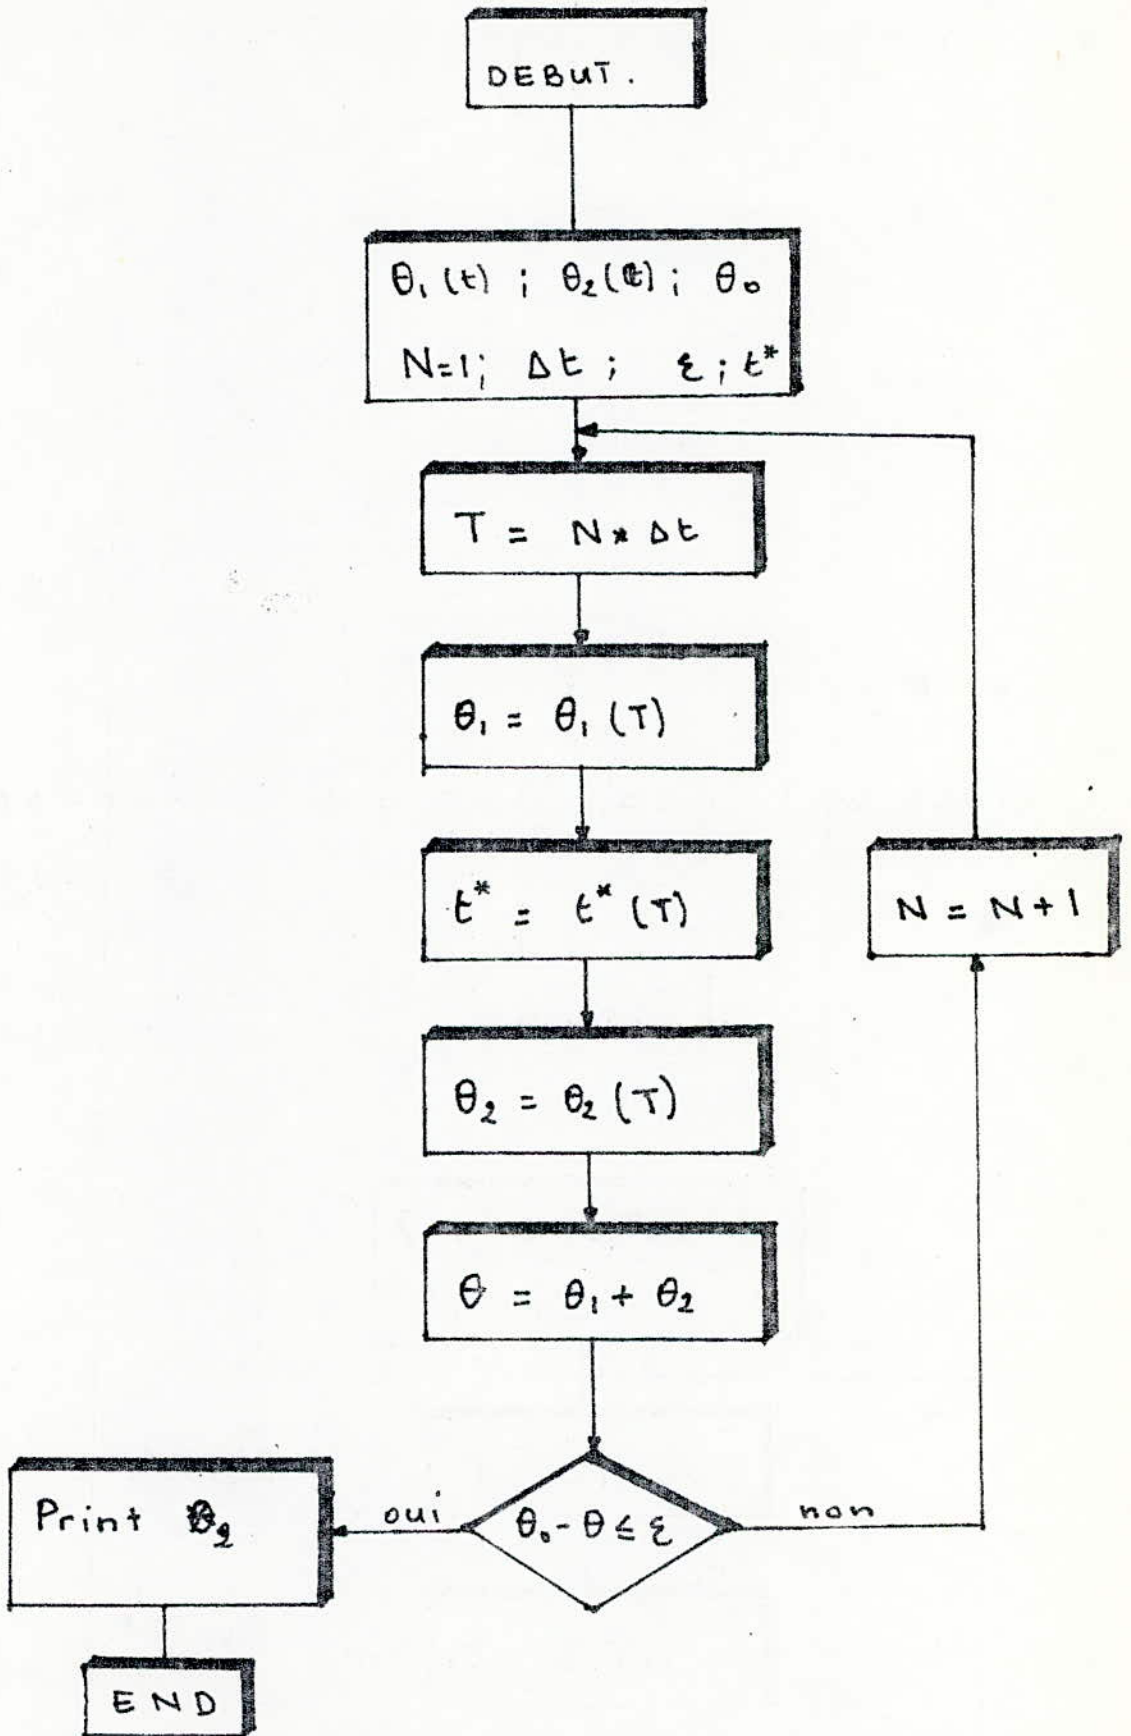 DEBUT.
θ₁(t) ; θ₂(t) ; θ₀
N=1; Δt ; ε ; t*
T = N * Δt
θ₁ = θ₁ (T)
t* = t* (T)
N = N + 1
θ₂ = θ₂ (T)
θ = θ₁ + θ₂
Print θ₂
oui
θ₀ - θ ≤ ε
non
END